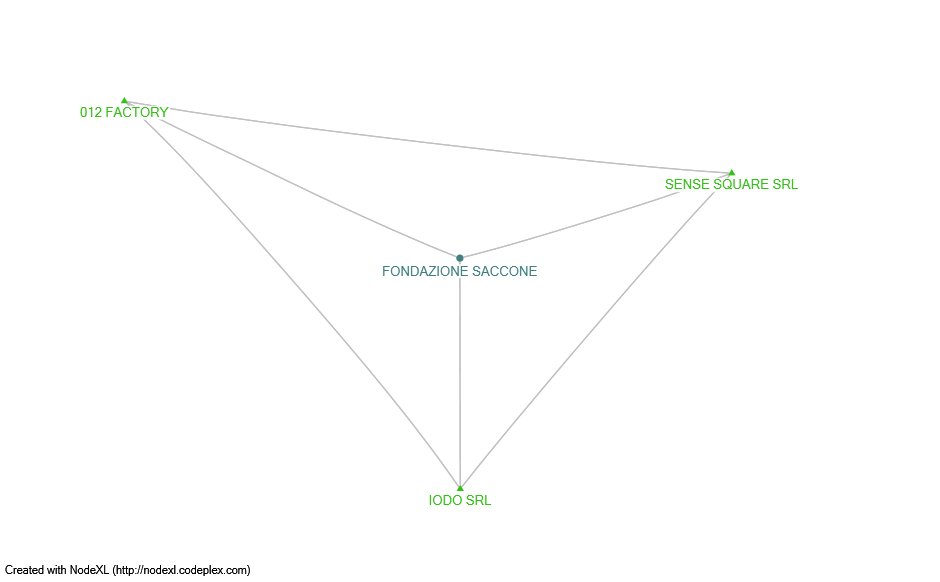 012 FACTORY
SENSE SQUARE SRL
FONDAZIONE SACCONE
IODO SRL
Created with NodeXL (http://nodexl.codeplex.com)